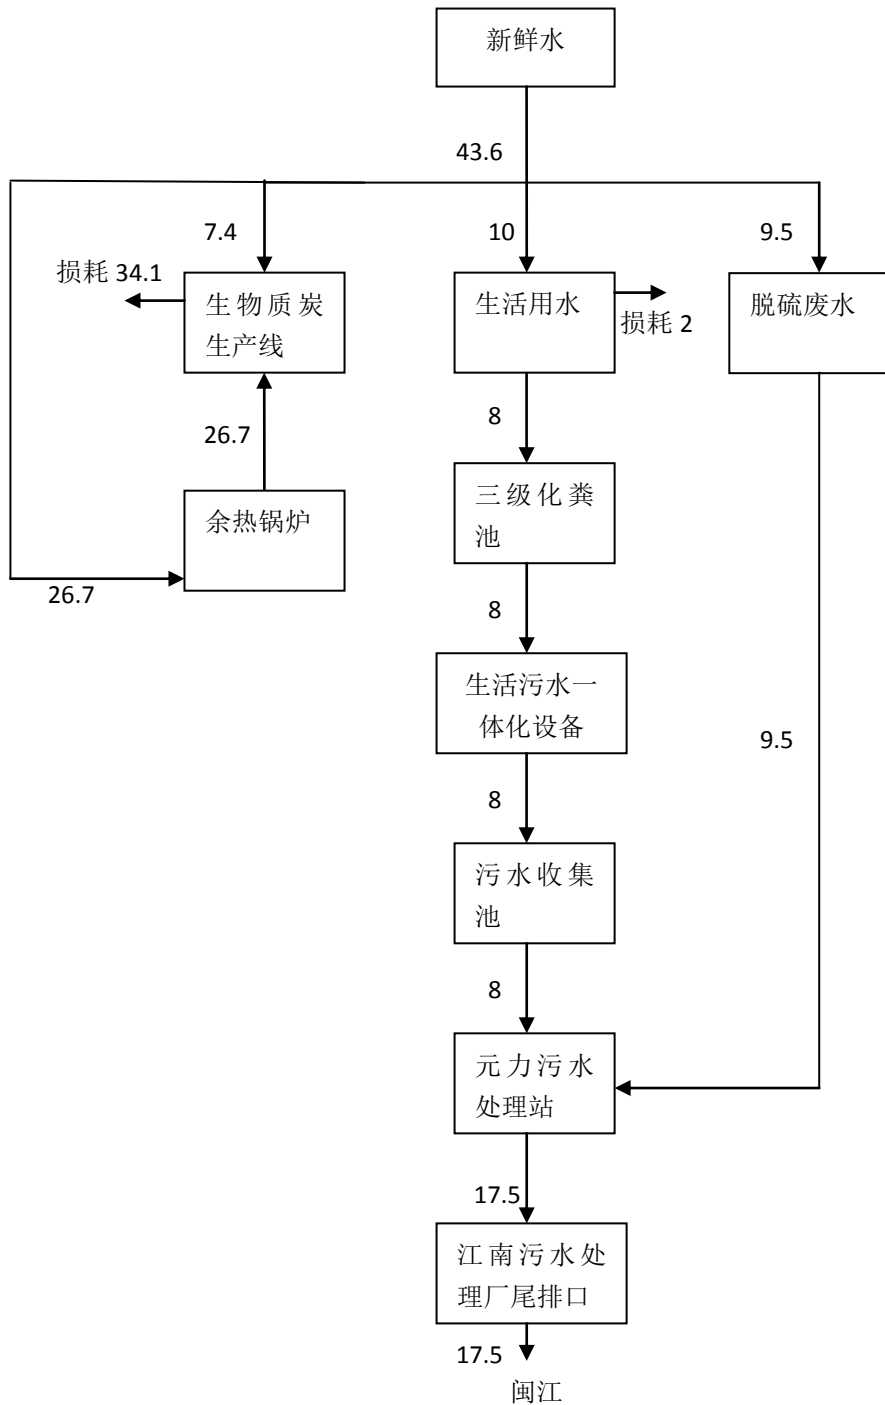 新鲜水
43.6
7.4
10
9.5
损耗 34.1
生物质炭
生产线
生活用水
损耗 2
脱硫废水
26.7
8
余热锅炉
三级化粪
池
26.7
8
生活污水一
体化设备
9.5
8
污水收集
池
8
元力污水
处理站
17.5
江南污水处
理厂尾排口
17.5
闽江